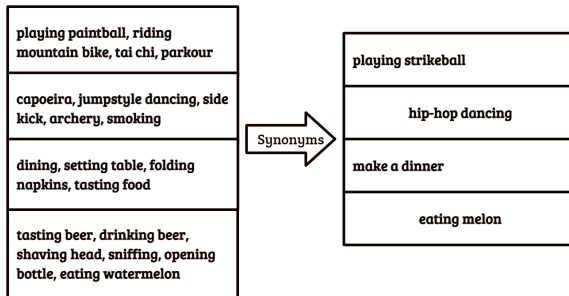 playing paintball, riding
mountain bike, tai chi, parkour
capoeira, jumpstyle dancing, side
kick, archery, smoking
dining, setting table, folding
napkins, tasting food
tasting beer, drinking beer,
shaving head, sniffing, opening
bottle, eating watermelon
Synonyms
playing strikeball
hip-hop dancing
make a dinner
eating melon